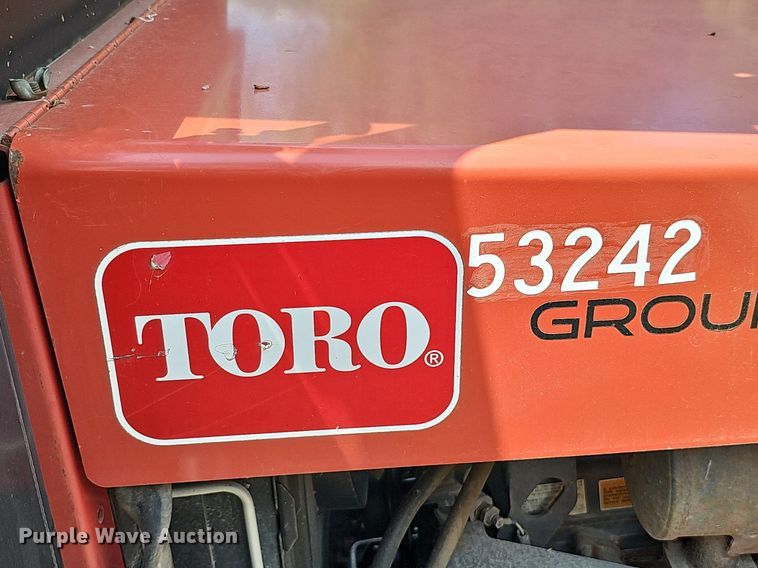 53242
TORO®
GROU
Purple Wave Auction